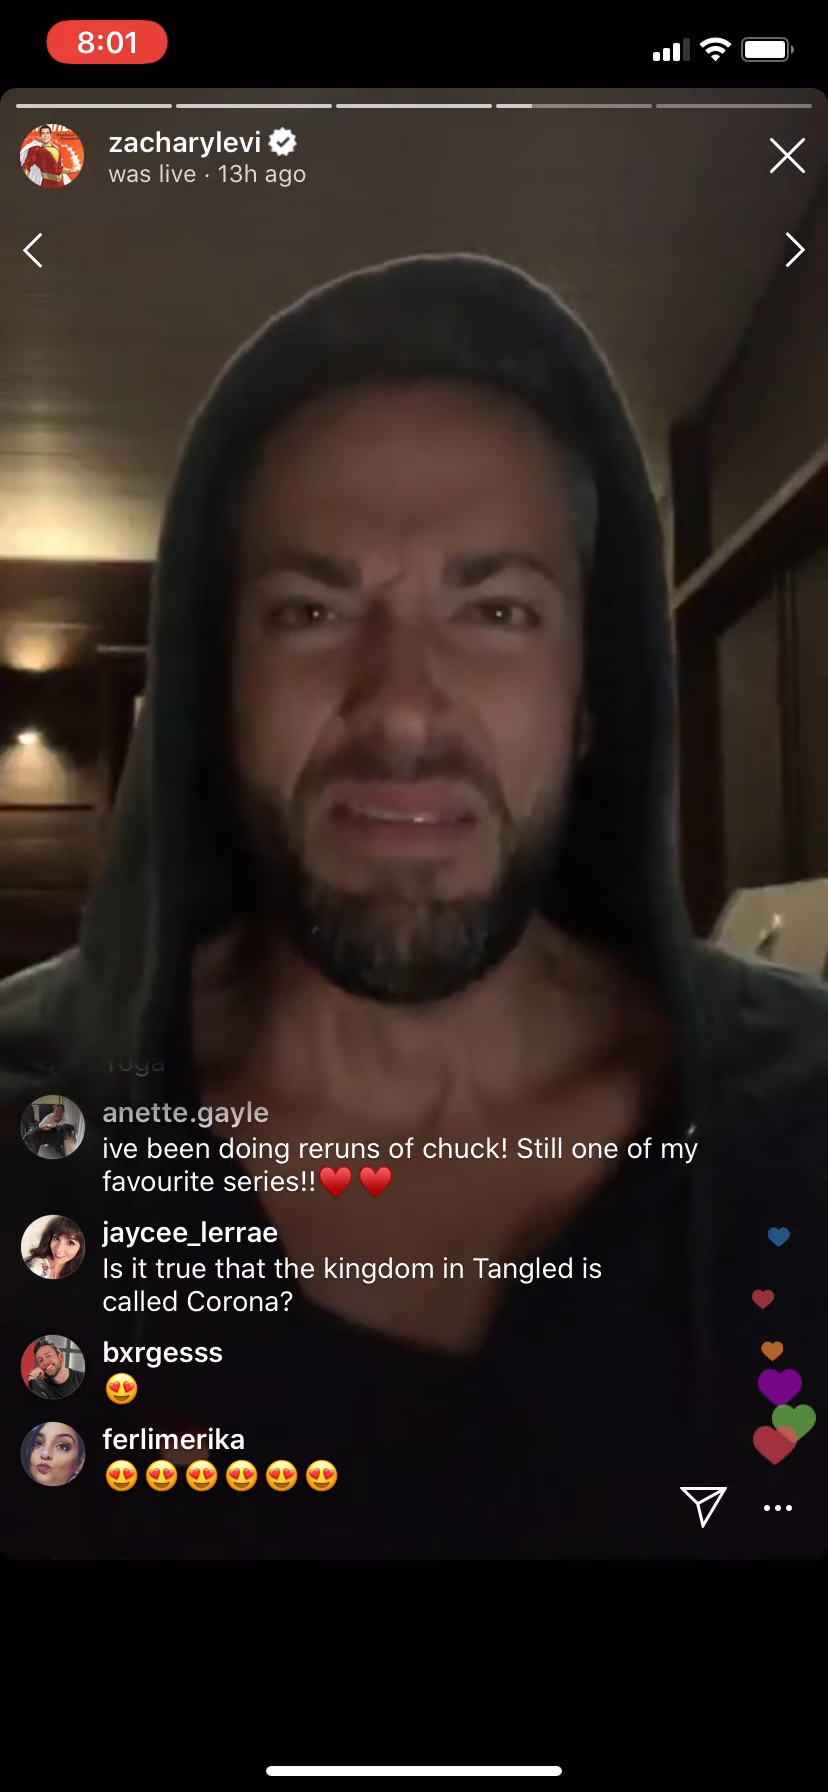 8:01
zacharylevi
was live · 13h ago
Yoga
anette.gayle
ive been doing reruns of chuck! Still one of my
favourite series!!♥️♥️
jaycee_lerrae
Is it true that the kingdom in Tangled is
called Corona?
bxrgesss
😍
ferlimerika
😍😍😍😍😍😍